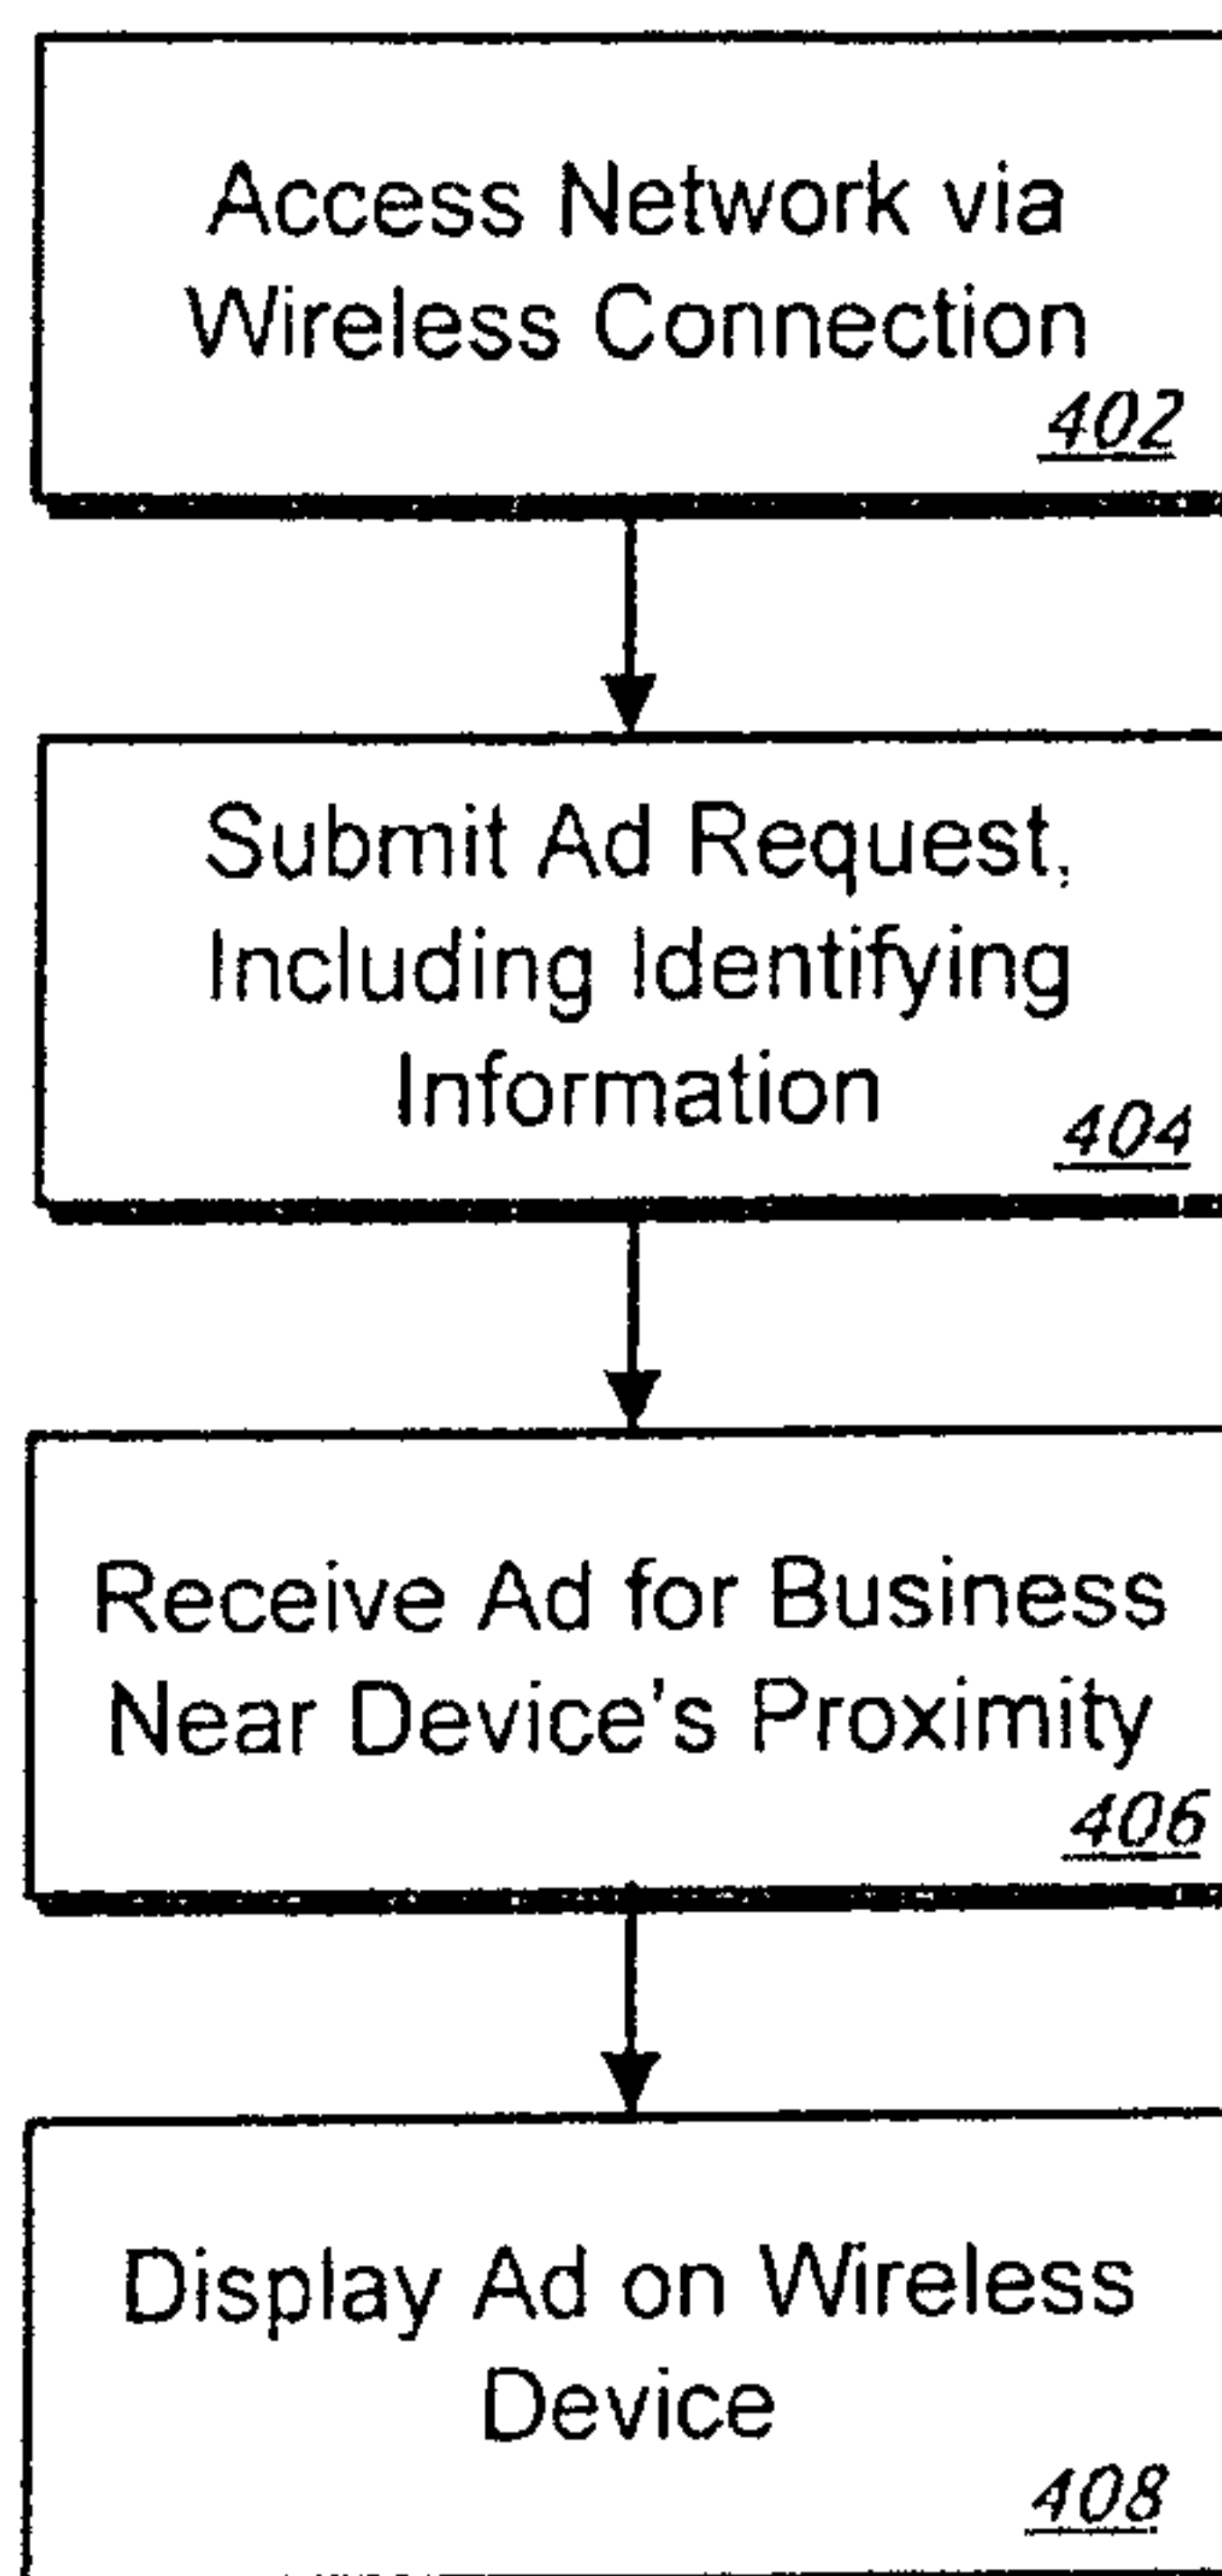 Access Network via
Wireless Connection
402
Submit Ad Request,
Including Identifying
Information
404
Receive Ad for Business
Near Device's Proximity
406
Display Ad on Wireless
Device
408